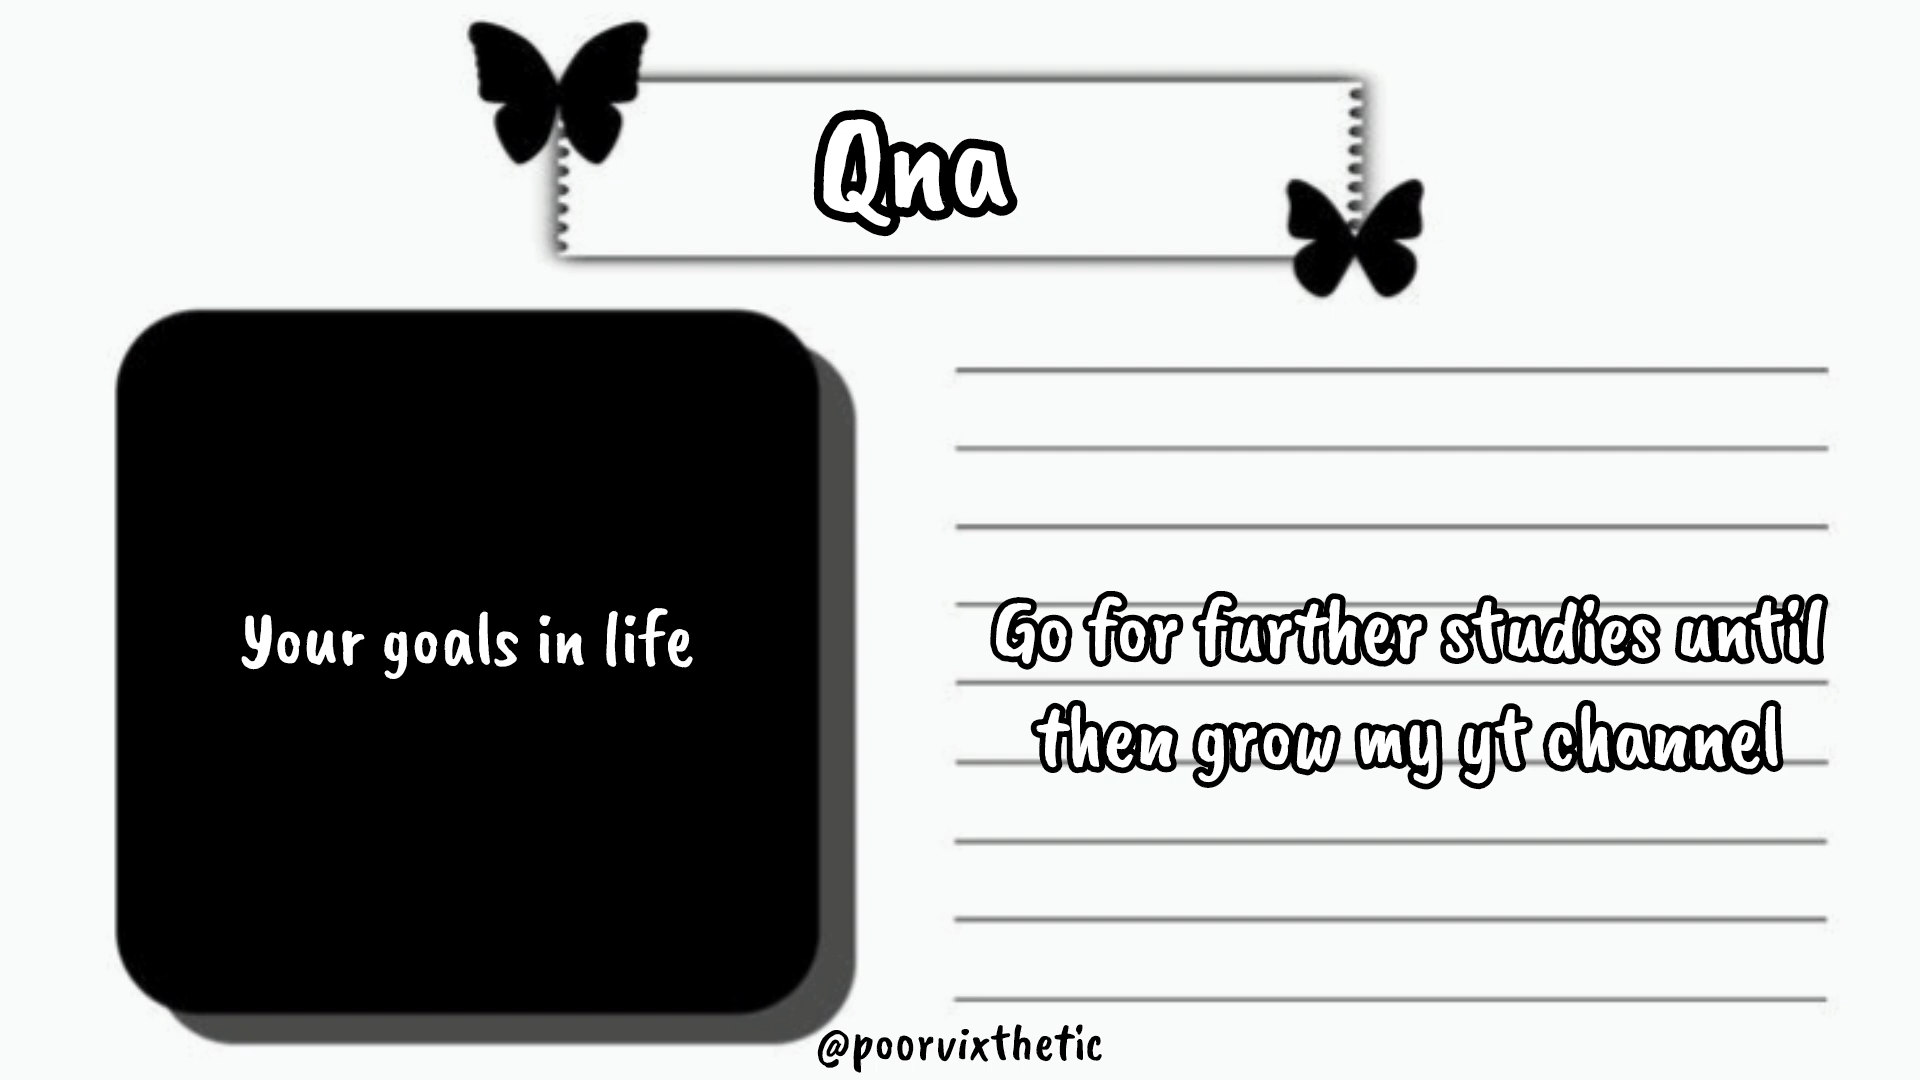 Qna
Your goals in life
Go for further studies until
then grow my yt channel
@poorvixthetic